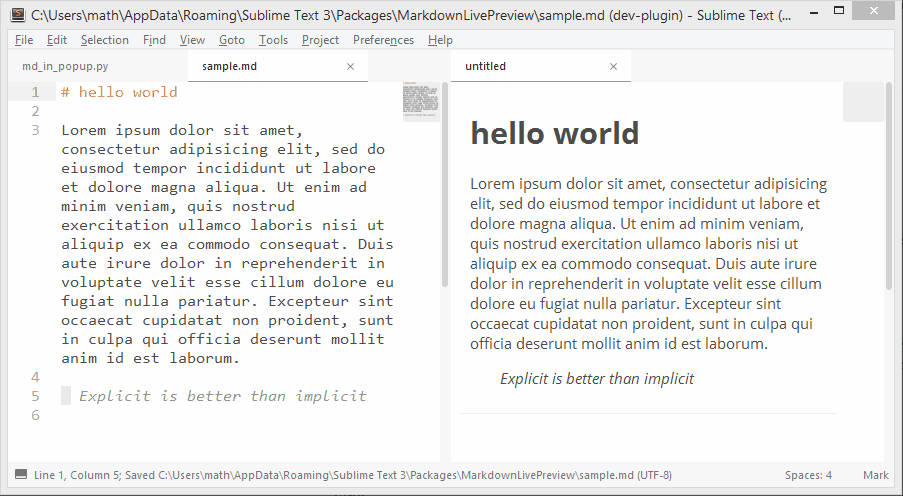 C:\Users\math\AppData\Roaming\Sublime Text 3\Packages\MarkdownLivePreview\sample.md (dev-plugin) - Sublime Text (...
File Edit Selection Find View Goto Tools Project Preferences Help
md_in_popup.py sample.md × untitled ×
1 # hello world
2
3 Lorem ipsum dolor sit amet,
consectetur adipisicing elit, sed do
eiusmod tempor incididunt ut labore
et dolore magna aliqua. Ut enim ad
minim veniam, quis nostrud
exercitation ullamco laboris nisi ut
aliquip ex ea commodo consequat. Duis
aute irure dolor in reprehenderit in
voluptate velit esse cillum dolore eu
fugiat nulla pariatur. Excepteur sint
occaecat cupidatat non proident, sunt
in culpa qui officia deserunt mollit
anim id est laborum.
4
5 Explicit is better than implicit
6
hello world
Lorem ipsum dolor sit amet, consectetur adipisicing
elit, sed do eiusmod tempor incididunt ut labore et
dolore magna aliqua. Ut enim ad minim veniam,
quis nostrud exercitation ullamco laboris nisi ut
aliquip ex ea commodo consequat. Duis aute irure
dolor in reprehenderit in voluptate velit esse cillum
dolore eu fugiat nulla pariatur. Excepteur sint
occaecat cupidatat non proident, sunt in culpa qui
officia deserunt mollit anim id est laborum.
Explicit is better than implicit
Line 1, Column 5; Saved C:\Users\math\AppData\Roaming\Sublime Text 3\Packages\MarkdownLivePreview\sample.md (UTF-8) Spaces: 4 Mark